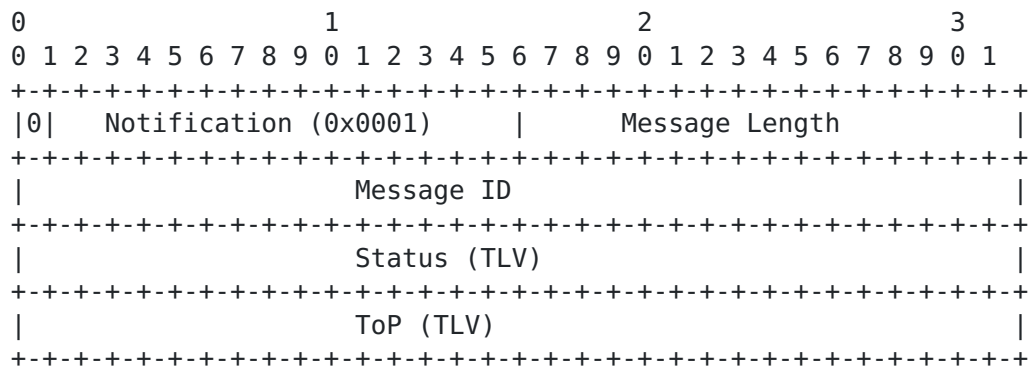 0                   1                   2                   3
0 1 2 3 4 5 6 7 8 9 0 1 2 3 4 5 6 7 8 9 0 1 2 3 4 5 6 7 8 9 0 1
+-+-+-+-+-+-+-+-+-+-+-+-+-+-+-+-+-+-+-+-+-+-+-+-+-+-+-+-+-+-+-+-+
|0|   Notification (0x0001)     |      Message Length           |
+-+-+-+-+-+-+-+-+-+-+-+-+-+-+-+-+-+-+-+-+-+-+-+-+-+-+-+-+-+-+-+-+
|                     Message ID                                |
+-+-+-+-+-+-+-+-+-+-+-+-+-+-+-+-+-+-+-+-+-+-+-+-+-+-+-+-+-+-+-+-+
|                     Status (TLV)                              |
+-+-+-+-+-+-+-+-+-+-+-+-+-+-+-+-+-+-+-+-+-+-+-+-+-+-+-+-+-+-+-+-+
|                     ToP (TLV)                                 |
+-+-+-+-+-+-+-+-+-+-+-+-+-+-+-+-+-+-+-+-+-+-+-+-+-+-+-+-+-+-+-+-+